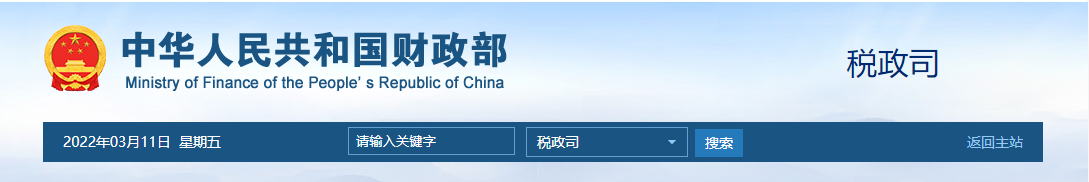 中华人民共和国财政部
Ministry of Finance of the People’ s Republic of China
税政司
2022年03月11日 星期五 请输入关键字 税政司 搜索 返回主站